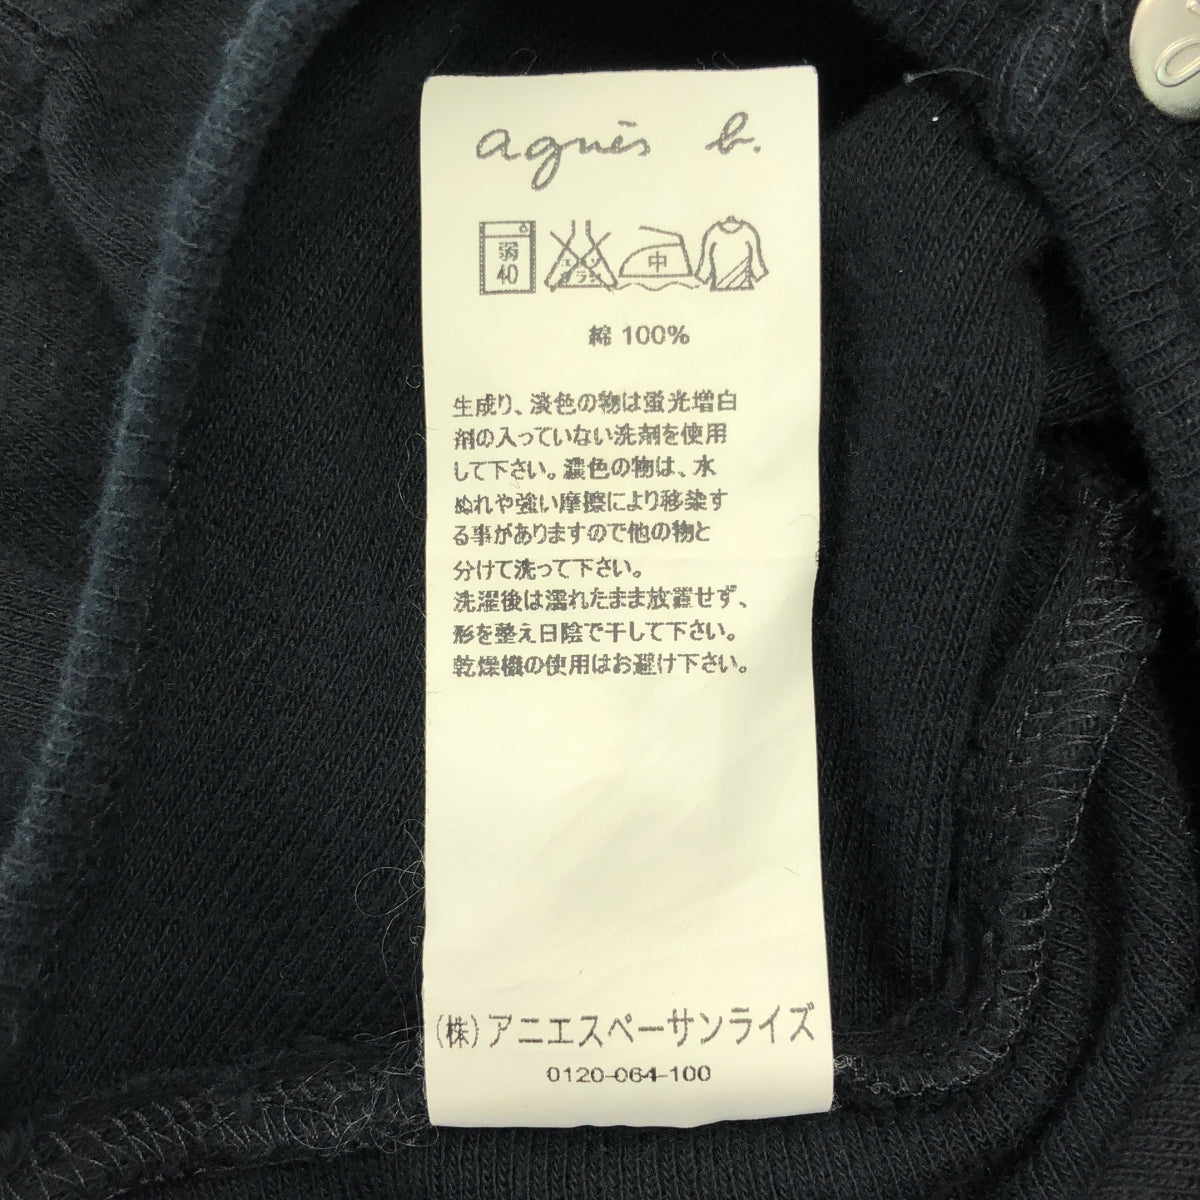 agnès b.
弱
40
エンソ
カラシ
中
綿 100%
生成り、淡色の物は蛍光増白
剤の入っていない洗剤を使用
して下さい。濃色の物は、水
ぬれや強い摩擦により移染す
る事がありますので他の物と
分けて洗って下さい。
洗濯後は濡れたまま放置せず、
形を整え日陰で干して下さい。
乾燥機の使用はお避け下さい。
(株)アニエスベーサンライズ
0120-064-100